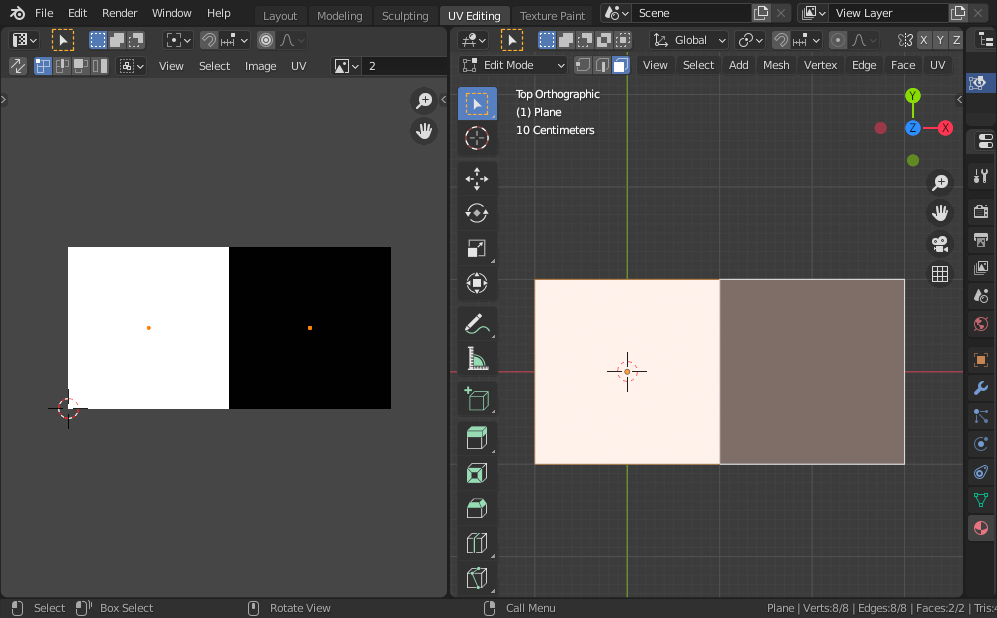 File Edit Render Window Help Layout Modeling Sculpting UV Editing Texture Paint Scene View Layer
Global X Y Z
View Select Image UV 2
Edit Mode View Select Add Mesh Vertex Edge Face UV
Top Orthographic
(1) Plane
10 Centimeters
Y
Z X
Select Box Select Rotate View Call Menu Plane | Verts:8/8 | Edges:8/8 | Faces:2/2 | Tris: